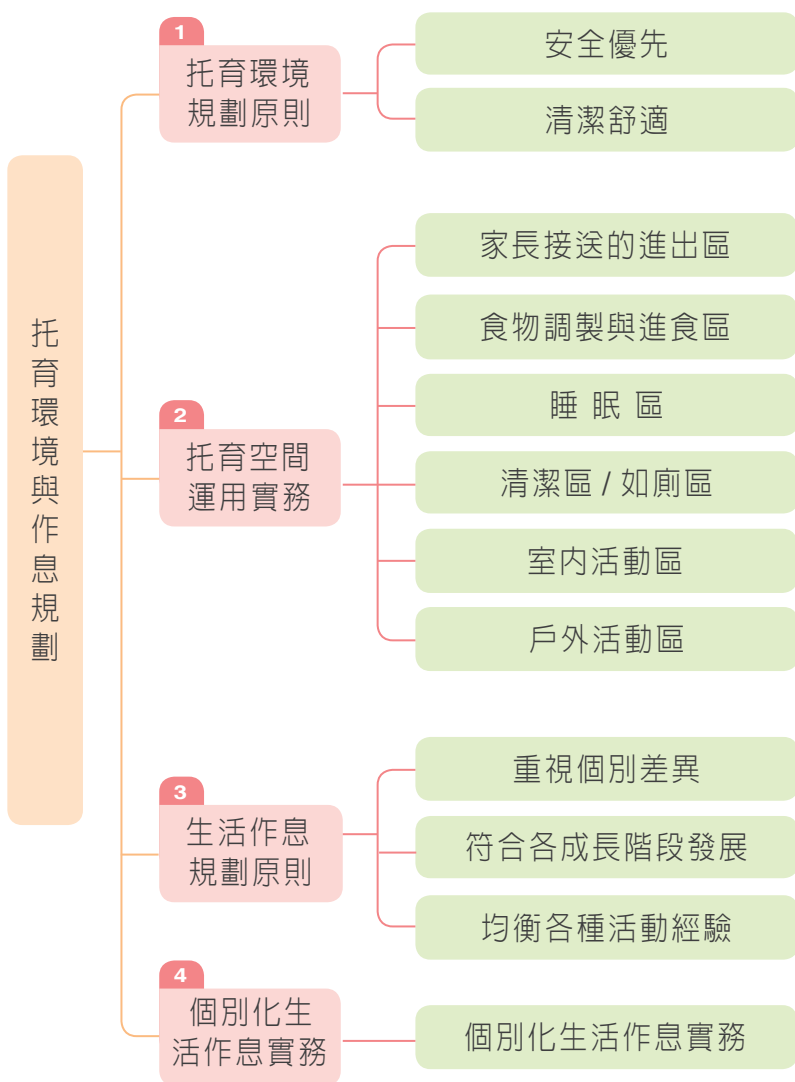 托育環境與作息規劃
1
托育環境
規劃原則
安全優先
清潔舒適
2
托育空間
運用實務
家長接送的進出區
食物調製與進食區
睡 眠 區
清潔區 / 如廁區
室內活動區
戶外活動區
3
生活作息
規劃原則
重視個別差異
符合各成長階段發展
均衡各種活動經驗
4
個別化生
活作息實務
個別化生活作息實務